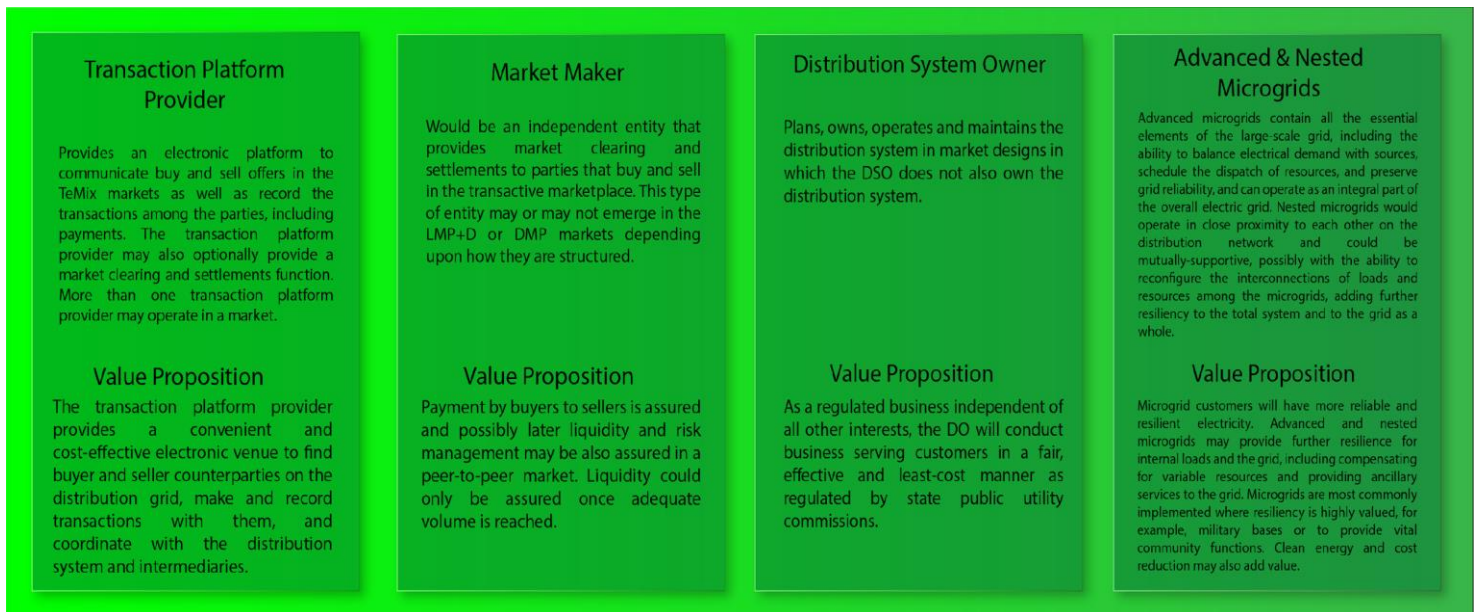 Transaction Platform
Provider
Provides an electronic platform to
communicate buy and sell offers in the
TeMix markets as well as record the
transactions among the parties, including
payments. The transaction platform
provider may also optionally provide a
market clearing and settlements function.
More than one transaction platform
provider may operate in a market.
Value Proposition
The transaction platform provider
provides a convenient and
cost-effective electronic venue to find
buyer and seller counterparties on the
distribution grid, make and record
transactions with them, and
coordinate with the distribution
system and intermediaries.
Market Maker
Would be an independent entity that
provides market clearing and
settlements to parties that buy and sell
in the transactive marketplace. This type
of entity may or may not emerge in the
LMP+D or DMP markets depending
upon how they are structured.
Value Proposition
Payment by buyers to sellers is assured
and possibly later liquidity and risk
management may be also assured in a
peer-to-peer market. Liquidity could
only be assured once adequate
volume is reached.
Distribution System Owner
Plans, owns, operates and maintains the
distribution system in market designs in
which the DSO does not also own the
distribution system.
Value Proposition
As a regulated business independent of
all other interests, the DO will conduct
business serving customers in a fair,
effective and least-cost manner as
regulated by state public utility
commissions.
Advanced & Nested
Microgrids
Advanced microgrids contain all the essential
elements of the large-scale grid, including the
ability to balance electrical demand with sources,
schedule the dispatch of resources, and preserve
grid reliability, and can operate as an integral part of
the overall electric grid. Nested microgrids would
operate in close proximity to each other on the
distribution network and could be
mutually-supportive, possibly with the ability to
reconfigure the interconnections of loads and
resources among the microgrids, adding further
resiliency to the total system and to the grid as a
whole.
Value Proposition
Microgrid customers will have more reliable and
resilient electricity. Advanced and nested
microgrids may provide further resilience for
internal loads and the grid, including compensating
for variable resources and providing ancillary
services to the grid. Microgrids are most commonly
implemented where resiliency is highly valued, for
example, military bases or to provide vital
community functions. Clean energy and cost
reduction may also add value.